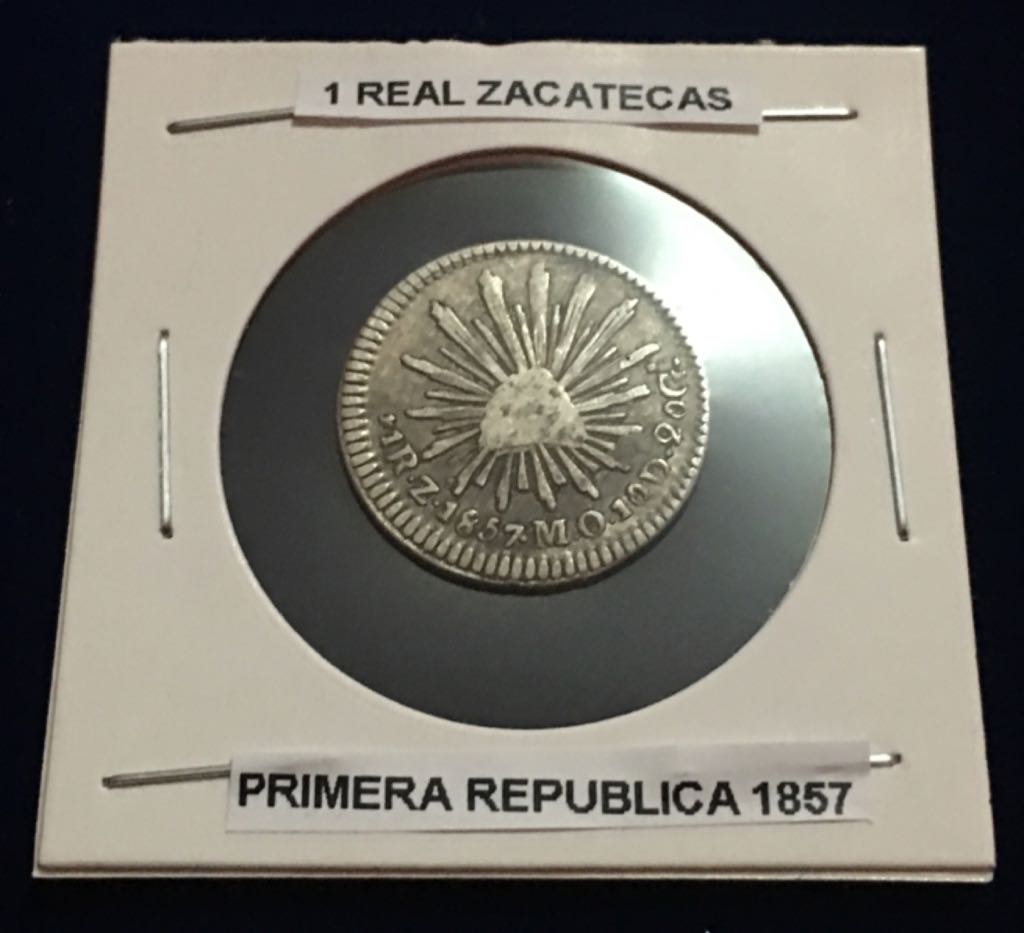 1 REAL ZACATECAS
1R·Z·1857·M.O.10D·20G·
PRIMERA REPUBLICA 1857